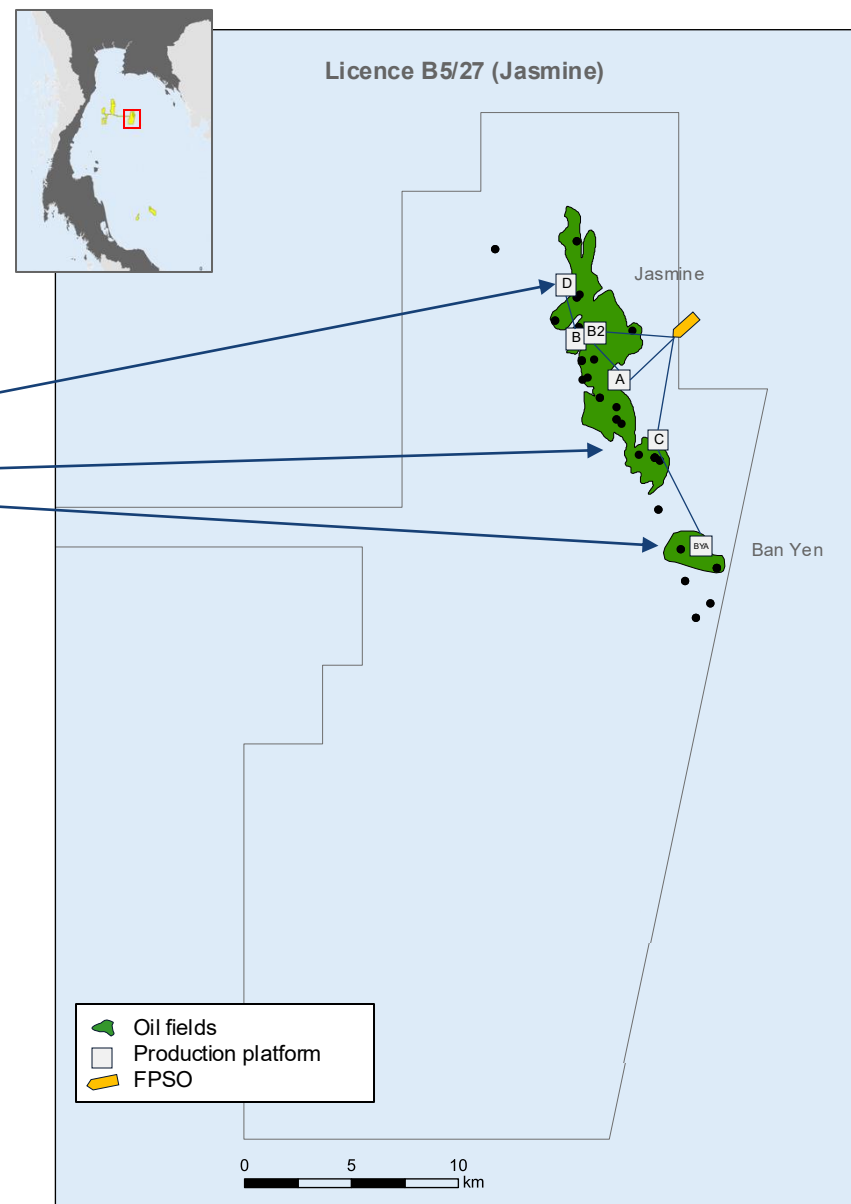 Licence B5/27 (Jasmine)
Jasmine
D
B
B2
A
C
BYA
Ban Yen
Oil fields
Production platform
FPSO
0 5 10
km